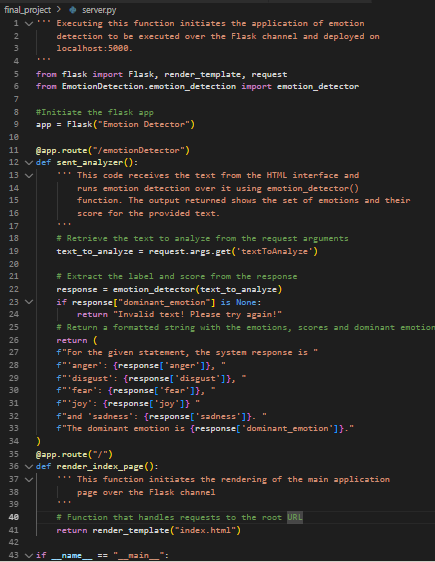 final_project > server.py
1 ''' Executing this function initiates the application of emotion
2 detection to be executed over the Flask channel and deployed on
3 localhost:5000.
4 '''
5 from flask import Flask, render_template, request
6 from EmotionDetection.emotion_detection import emotion_detector
7
8 #Initiate the flask app
9 app = Flask("Emotion Detector")
10
11 @app.route("/emotionDetector")
12 def sent_analyzer():
13 ''' This code receives the text from the HTML interface and
14 runs emotion detection over it using emotion_detector()
15 function. The output returned shows the set of emotions and their
16 score for the provided text.
17 '''
18 # Retrieve the text to analyze from the request arguments
19 text_to_analyze = request.args.get('textToAnalyze')
20
21 # Extract the label and score from the response
22 response = emotion_detector(text_to_analyze)
23 if response["dominant_emotion"] is None:
24 return "Invalid text! Please try again!"
25 # Return a formatted string with the emotions, scores and dominant emotion
26 return (
27 f"For the given statement, the system response is "
28 f"'anger': {response['anger']}, "
29 f"'disgust': {response['disgust']}, "
30 f"'fear': {response['fear']}, "
31 f"'joy': {response['joy']} "
32 f"and 'sadness': {response['sadness']}. "
33 f"The dominant emotion is {response['dominant_emotion']}."
34 )
35 @app.route("/")
36 def render_index_page():
37 ''' This function initiates the rendering of the main application
38 page over the Flask channel
39 '''
40 # Function that handles requests to the root URL
41 return render_template("index.html")
42
43 if __name__ == "__main__":